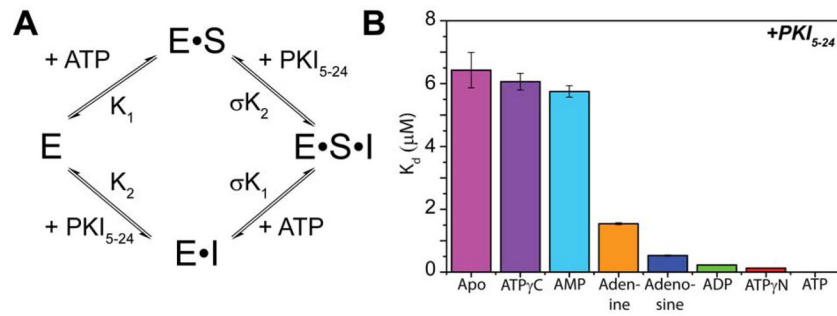 A
E•S
+ ATP
+ PKI5-24
K1
σK2
E
E•S•I
K2
σK1
+ PKI5-24
+ ATP
E•I
B
+PKI5-24
Kd (μM)
8
6
4
2
0
Apo
ATPγC
AMP
Aden-
ine
Adeno-
sine
ADP
ATPγN
ATP